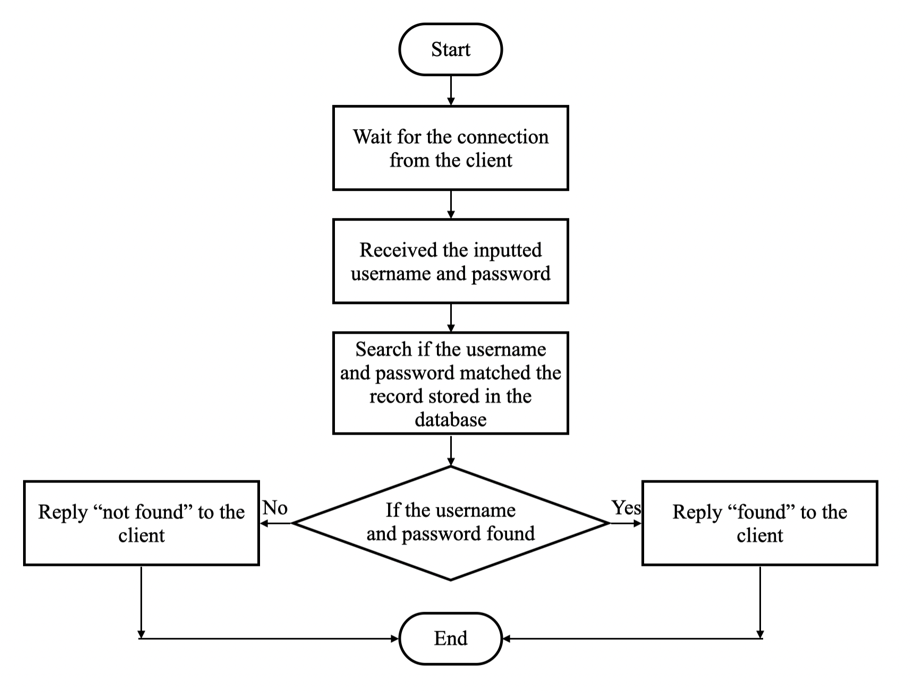 Start
Wait for the connection
from the client
Received the inputted
username and password
Search if the username
and password matched the
record stored in the
database
If the username
and password found
No
Yes
Reply “not found” to the
client
Reply “found” to the
client
End